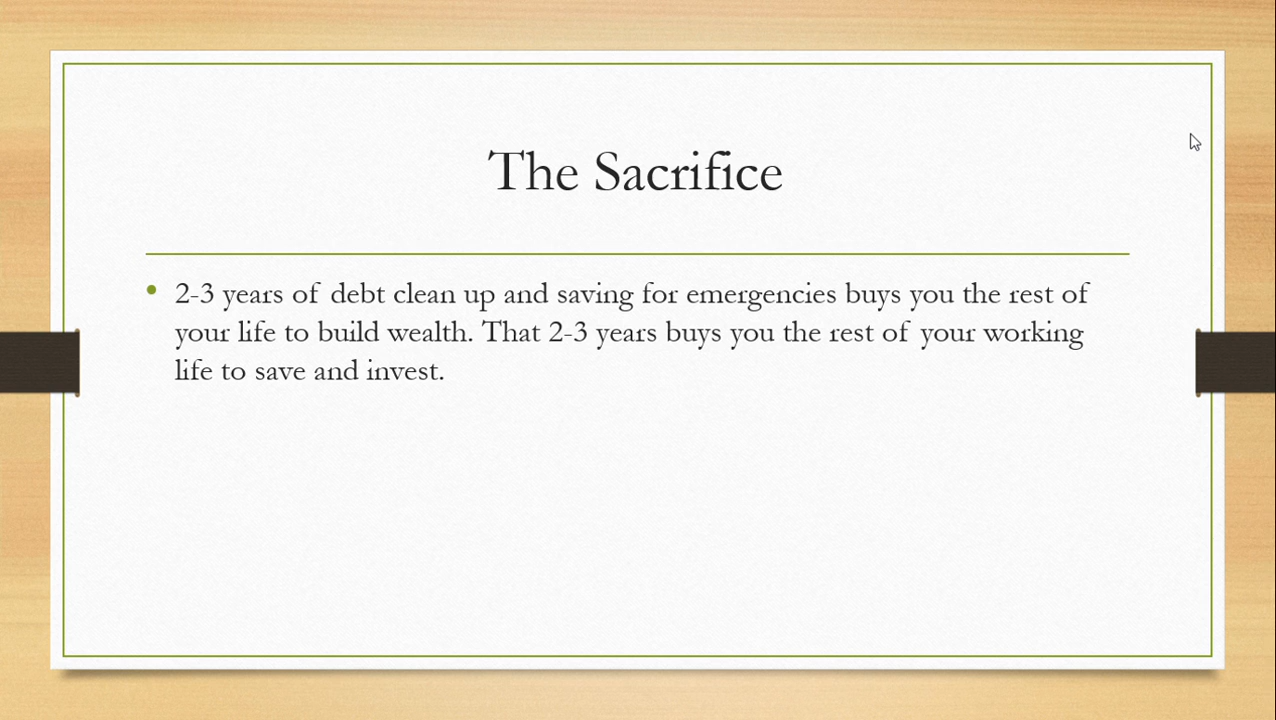 The Sacrifice
• 2-3 years of debt clean up and saving for emergencies buys you the rest of
your life to build wealth. That 2-3 years buys you the rest of your working
life to save and invest.